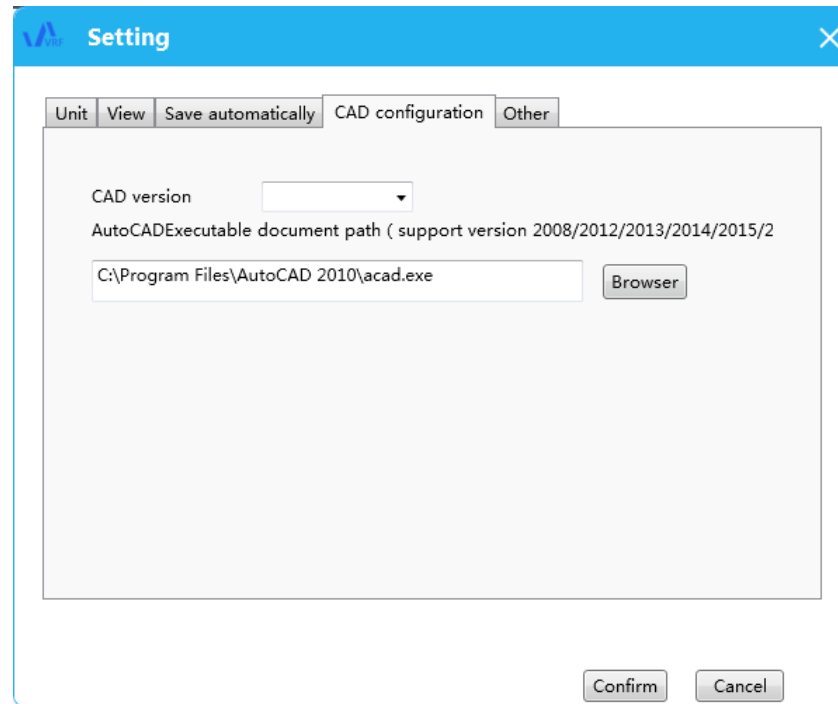 VRF Setting
Unit View Save automatically CAD configuration Other
CAD version
AutoCADExecutable document path ( support version 2008/2012/2013/2014/2015/2
C:\Program Files\AutoCAD 2010\acad.exe
Browser
Confirm Cancel